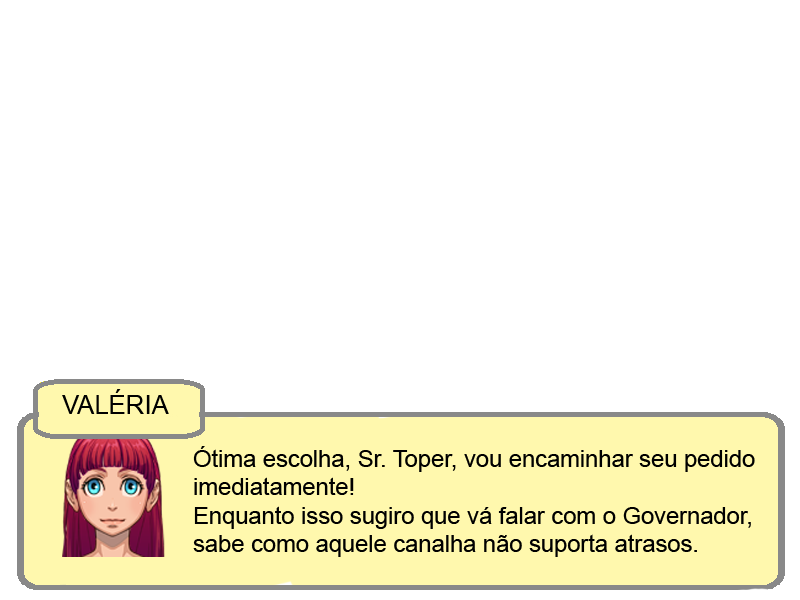 VALÉRIA
Ótima escolha, Sr. Toper, vou encaminhar seu pedido
imediatamente!
Enquanto isso sugiro que vá falar com o Governador,
sabe como aquele canalha não suporta atrasos.